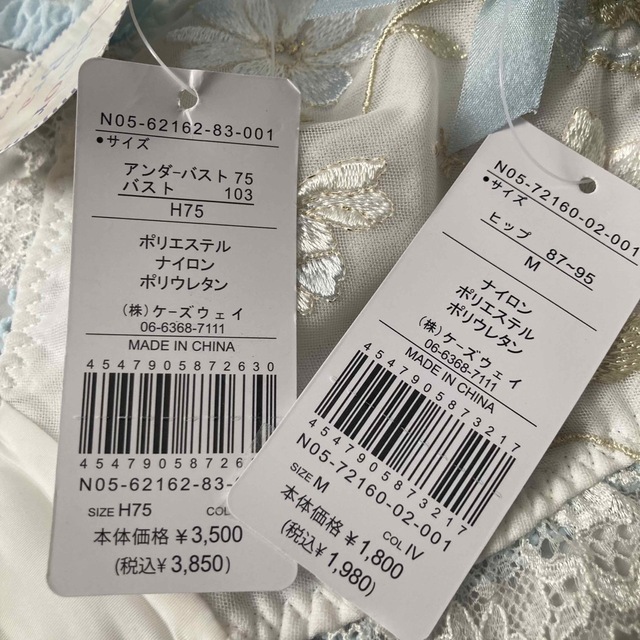 N05-62162-83-001
•サイズ
アンダ-バスト 75
バスト 103
H75
ポリエステル
ナイロン
ポリウレタン
(株)ケーズウェイ
06-6368-7111
MADE IN CHINA
4547905872630
4547905872630
N05-62162-83-
SIZE H75
本体価格 ¥3,500
(税込¥3,850)
N05-72160-02-001
•サイズ
ヒップ 87~95
M
ナイロン
ポリエステル
ポリウレタン
(株)ケーズウェイ
06-6368-7111
MADE IN CHINA
4547905873217
4547905873217
N05-72160-02-001
SIZE M COL IV
本体価格 ¥1,800
(税込¥1,980)